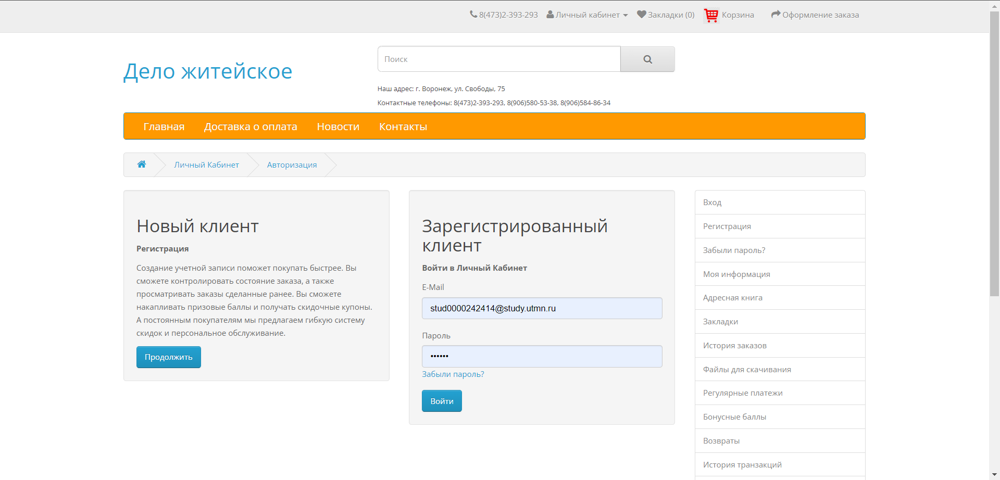 8(473)2-393-293 Личный кабинет Закладки (0) Корзина Оформление заказа
Дело житейское
Поиск
Наш адрес: г. Воронеж, ул. Свободы, 75
Контактные телефоны: 8(473)2-393-293, 8(906)580-53-38, 8(906)584-86-34
Главная Доставка о оплата Новости Контакты
Личный Кабинет Авторизация
Новый клиент
Регистрация
Создание учетной записи поможет покупать быстрее. Вы
сможете контролировать состояние заказа, а также
просматривать заказы сделанные ранее. Вы сможете
накапливать призовые баллы и получать скидочные купоны.
А постоянным покупателям мы предлагаем гибкую систему
скидок и персональное обслуживание.
Продолжить
Зарегистрированный
клиент
Войти в Личный Кабинет
E-Mail
stud0000242414@study.utmn.ru
Пароль
••••••
Забыли пароль?
Войти
Вход
Регистрация
Забыли пароль?
Моя информация
Адресная книга
Закладки
История заказов
Файлы для скачивания
Регулярные платежи
Бонусные баллы
Возвраты
История транзакций